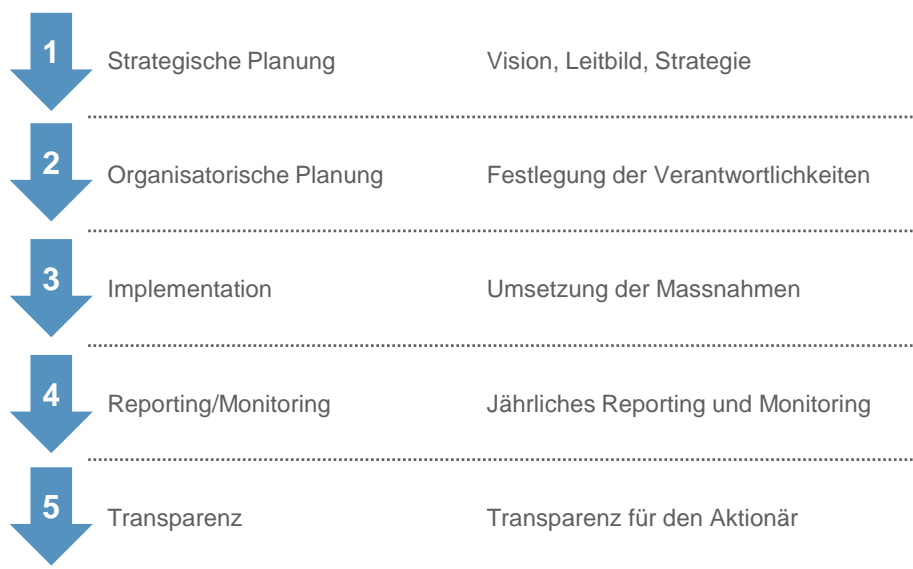 1 Strategische Planung Vision, Leitbild, Strategie
2 Organisatorische Planung Festlegung der Verantwortlichkeiten
3 Implementation Umsetzung der Massnahmen
4 Reporting/Monitoring Jährliches Reporting und Monitoring
5 Transparenz Transparenz für den Aktionär